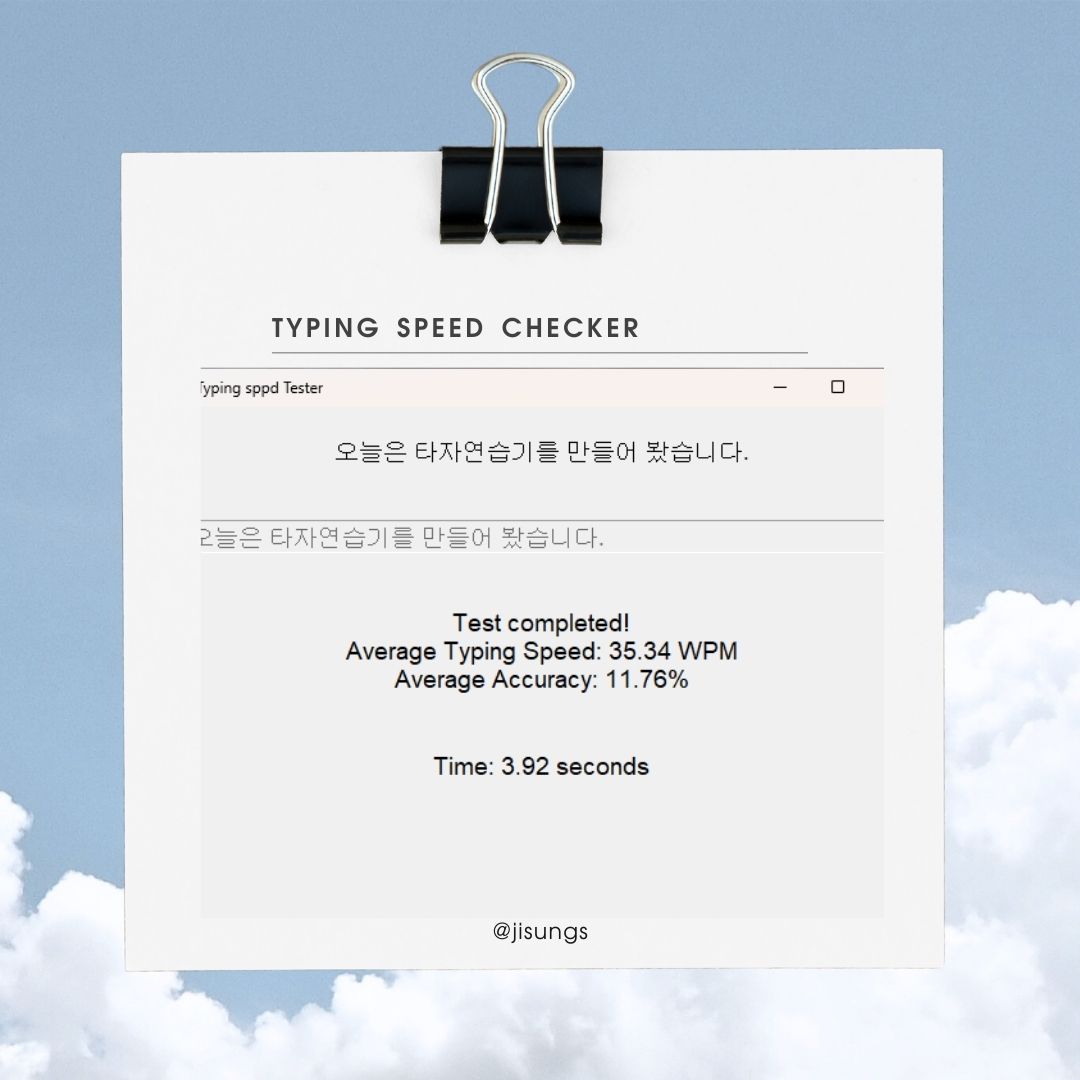 TYPING SPEED CHECKER
Typing sppd Tester
오늘은 타자연습기를 만들어 봤습니다.
오늘은 타자연습기를 만들어 봤습니다.
Test completed!
Average Typing Speed: 35.34 WPM
Average Accuracy: 11.76%
Time: 3.92 seconds
@jisungs